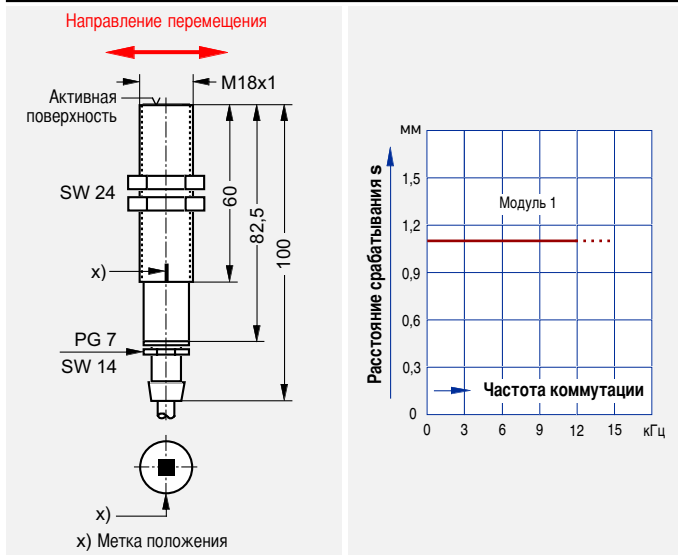 Направление перемещения
M18x1
Активная
поверхность
SW 24
60
82,5
100
x)
PG 7
SW 14
x)
x) Метка положения
мм
1,5
1,2
0,9
0,6
0,3
0
Расстояние срабатывания s
Модуль 1
Частота коммутации
0 3 6 9 12 15 кГц